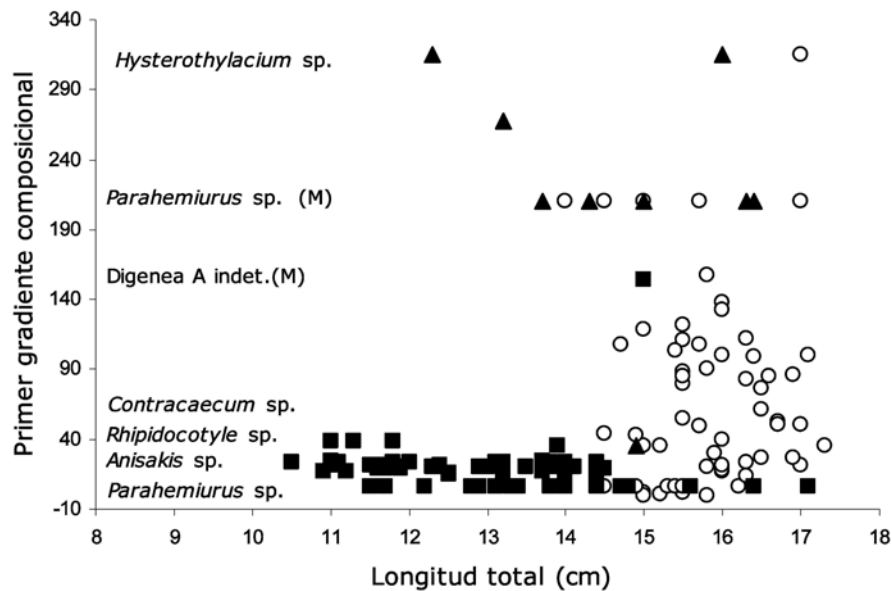 Primer gradiente composicional
340
290
240
190
140
90
40
-10
Hysterothylacium sp.
Parahemiurus sp. (M)
Digenea A indet.(M)
Contracaecum sp.
Rhipidocotyle sp.
Anisakis sp.
Parahemiurus sp.
8 9 10 11 12 13 14 15 16 17 18
Longitud total (cm)